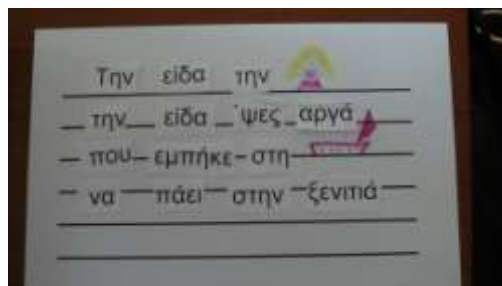 Την είδα την
την είδα 'ψες αργά
που εμπήκε στη
να πάει στην ξενιτιά